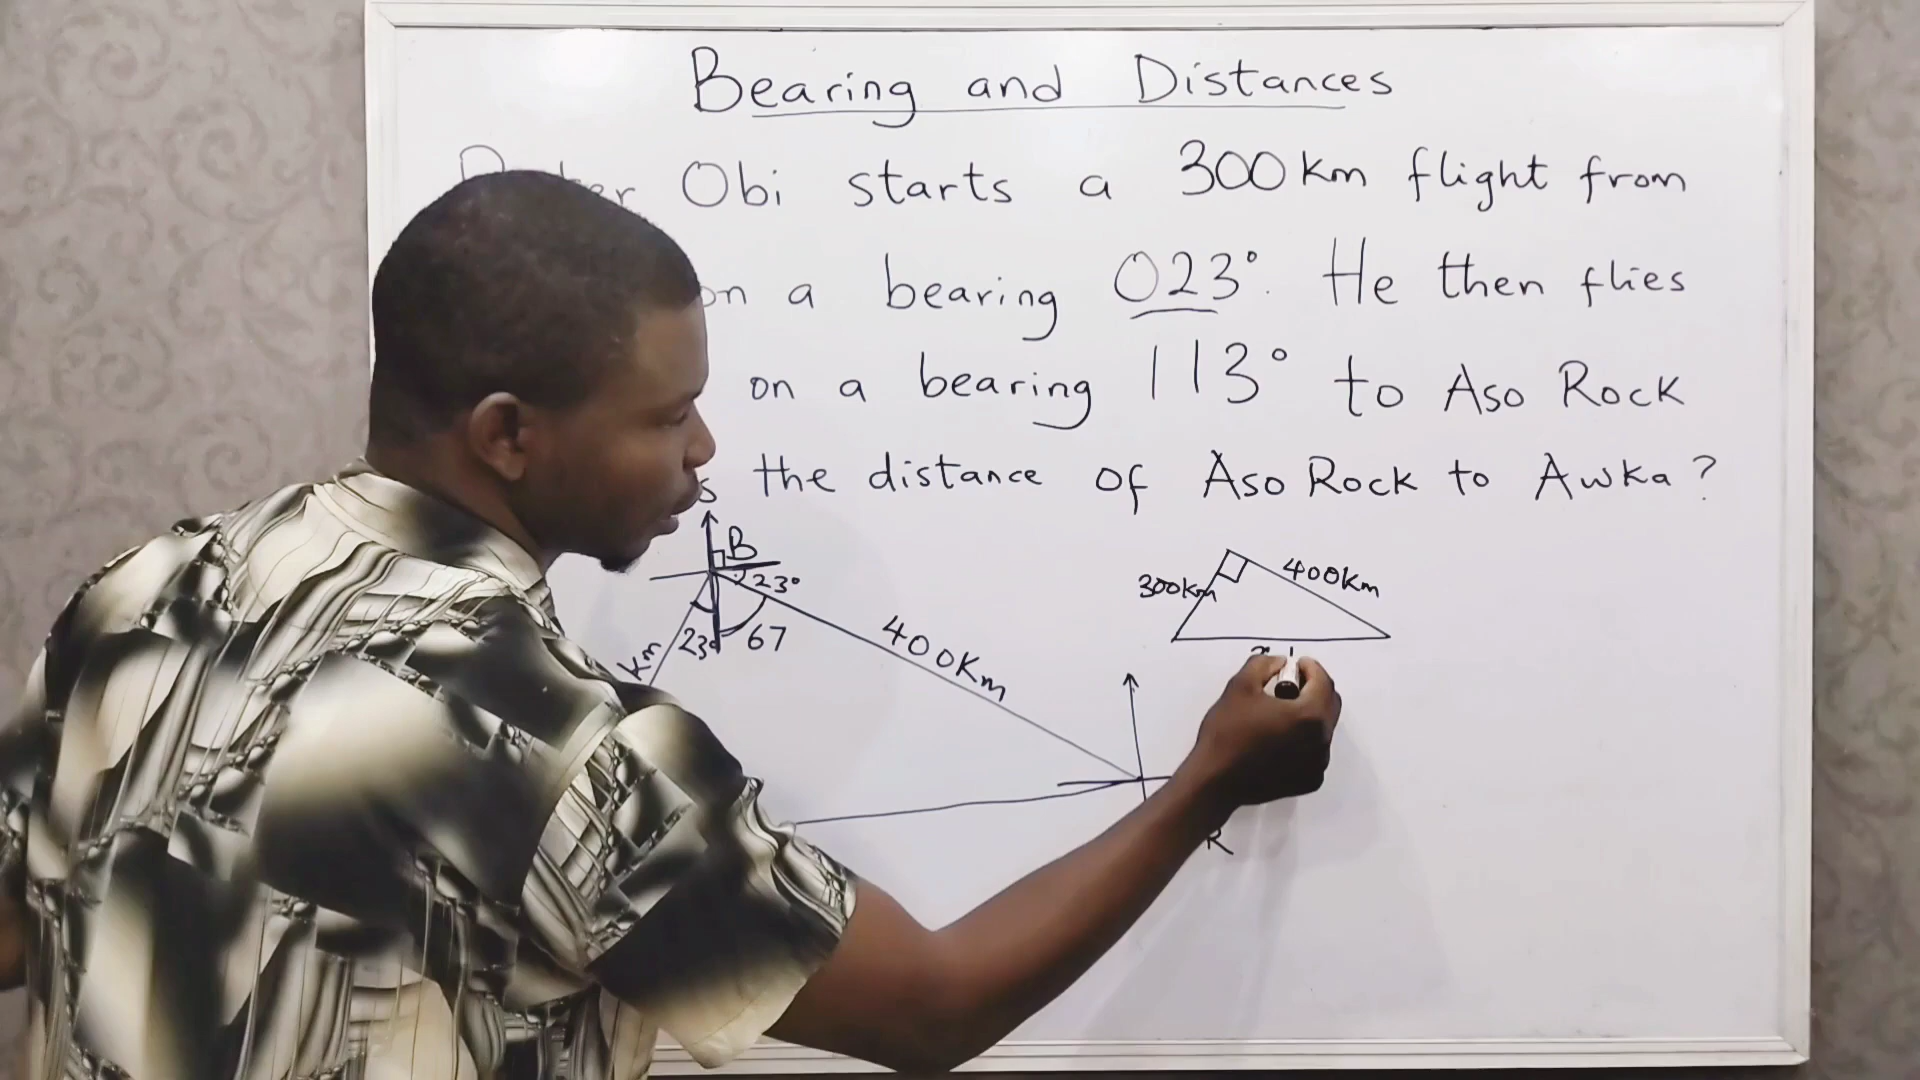 Bearing and Distances
Obi starts a 300km flight from
on a bearing 023°. He then flies
on a bearing 113° to Aso Rock
the distance of Aso Rock to Awka?
B
23°
23°
67
km
400km
R
300km
400km